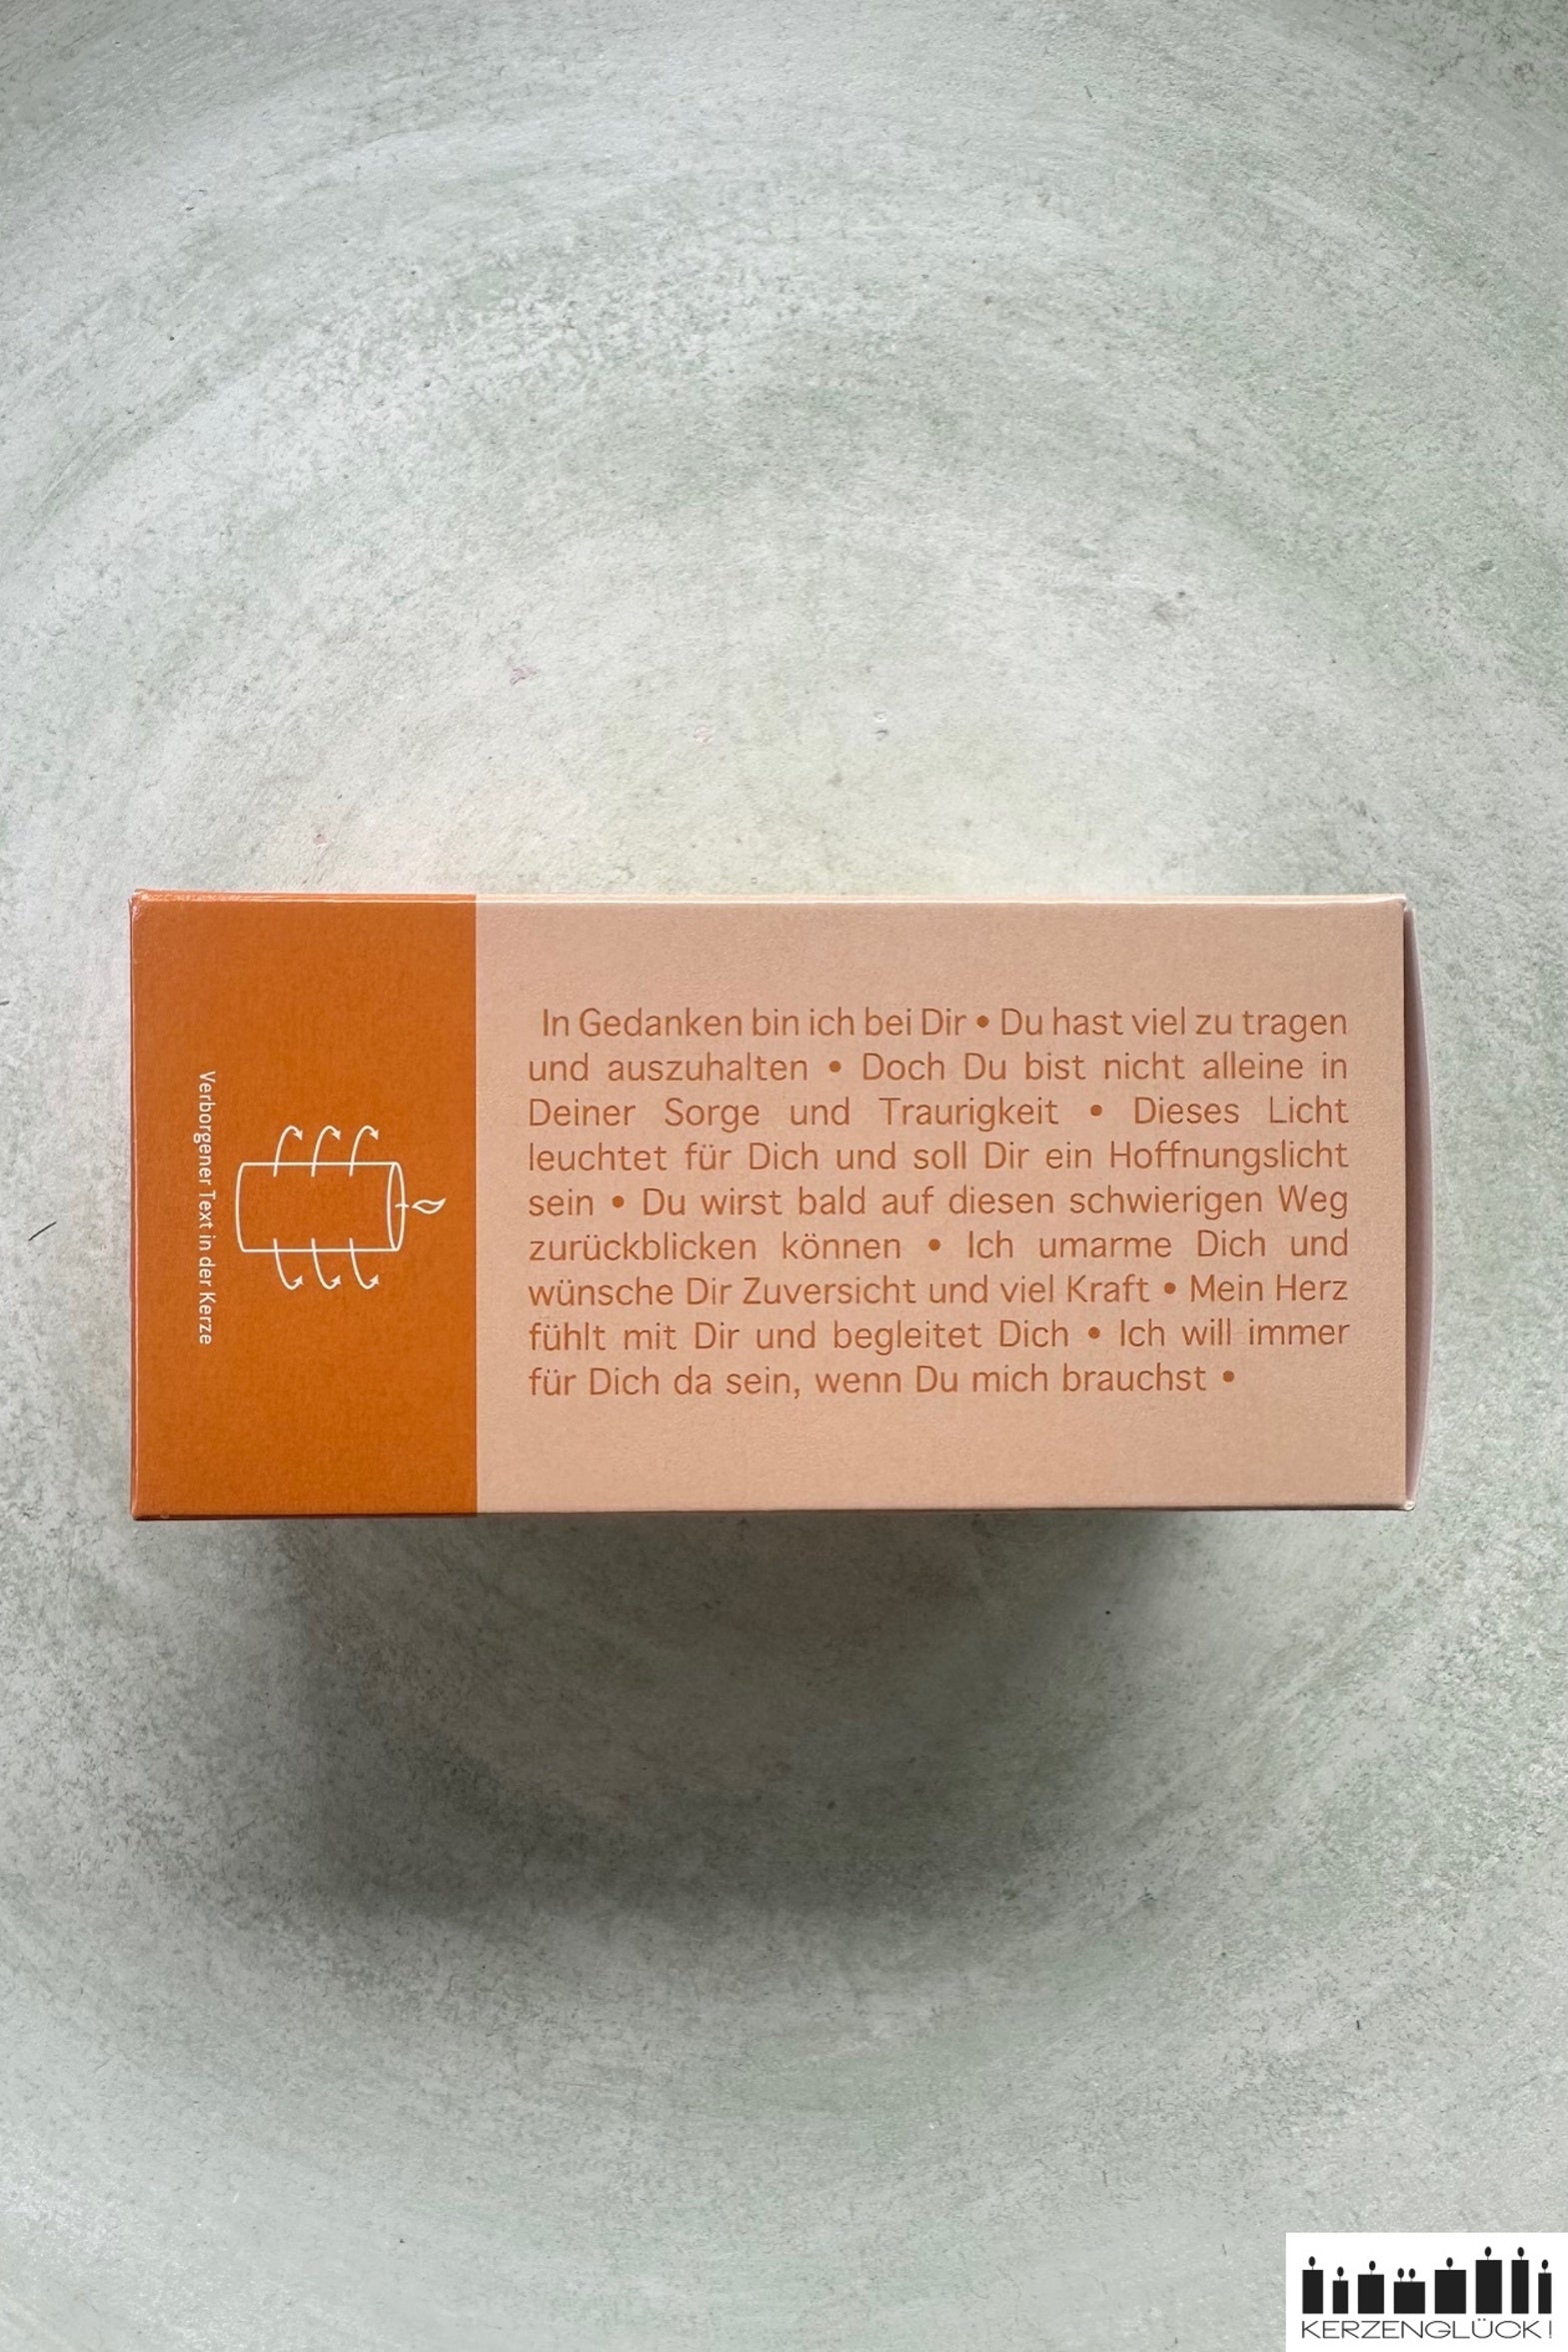 Verborgener Text in der Kerze
In Gedanken bin ich bei Dir • Du hast viel zu tragen
und auszuhalten • Doch Du bist nicht alleine in
Deiner Sorge und Traurigkeit • Dieses Licht
leuchtet für Dich und soll Dir ein Hoffnungslicht
sein • Du wirst bald auf diesen schwierigen Weg
zurückblicken können • Ich umarme Dich und
wünsche Dir Zuversicht und viel Kraft • Mein Herz
fühlt mit Dir und begleitet Dich • Ich will immer
für Dich da sein, wenn Du mich brauchst •
KERZENGLÜCK!